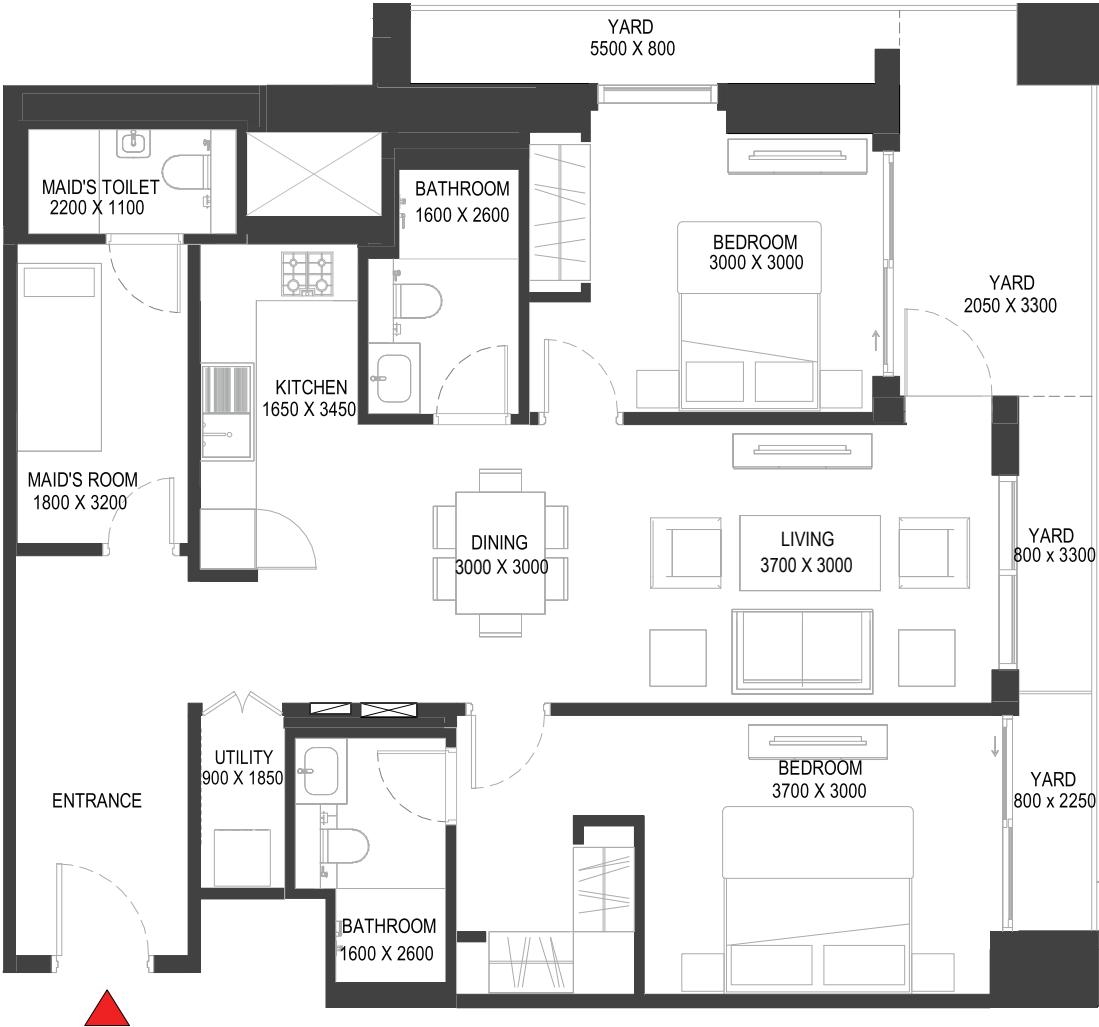 YARD
5500 X 800
MAID'S TOILET
2200 X 1100
BATHROOM
1600 X 2600
BEDROOM
3000 X 3000
YARD
2050 X 3300
KITCHEN
1650 X 3450
MAID'S ROOM
1800 X 3200
DINING
3000 X 3000
LIVING
3700 X 3000
YARD
800 x 3300
UTILITY
900 X 1850
BEDROOM
3700 X 3000
YARD
800 x 2250
ENTRANCE
BATHROOM
1600 X 2600